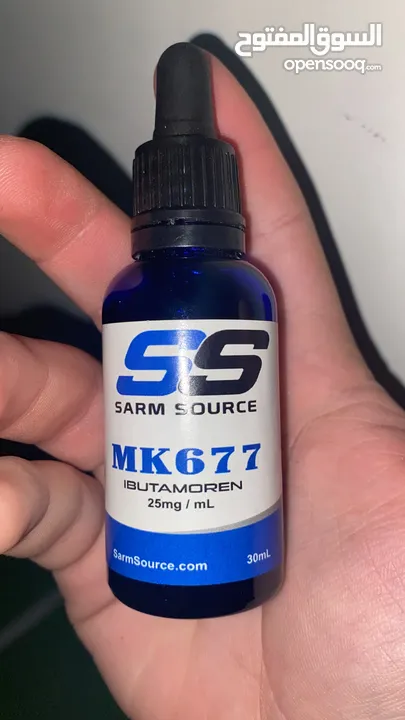 السوق المفتوح
opensooq.com
SS
SARM SOURCE
MK677
IBUTAMOREN
25mg / mL
SarmSource.com 30mL